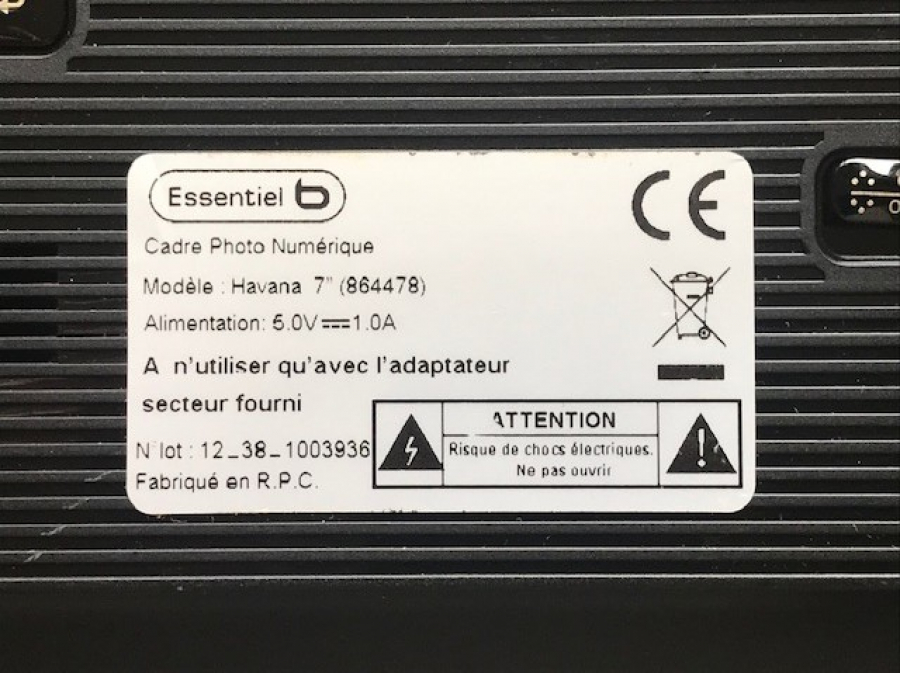 Essentiel b
CE
Cadre Photo Numérique
Modèle : Havana 7" (864478)
Alimentation: 5.0V⎓1.0A
A n'utiliser qu'avec l'adaptateur
secteur fourni
N°lot : 12_38_1003936
Fabriqué en R.P.C.
ATTENTION
Risque de chocs électriques.
Ne pas ouvrir